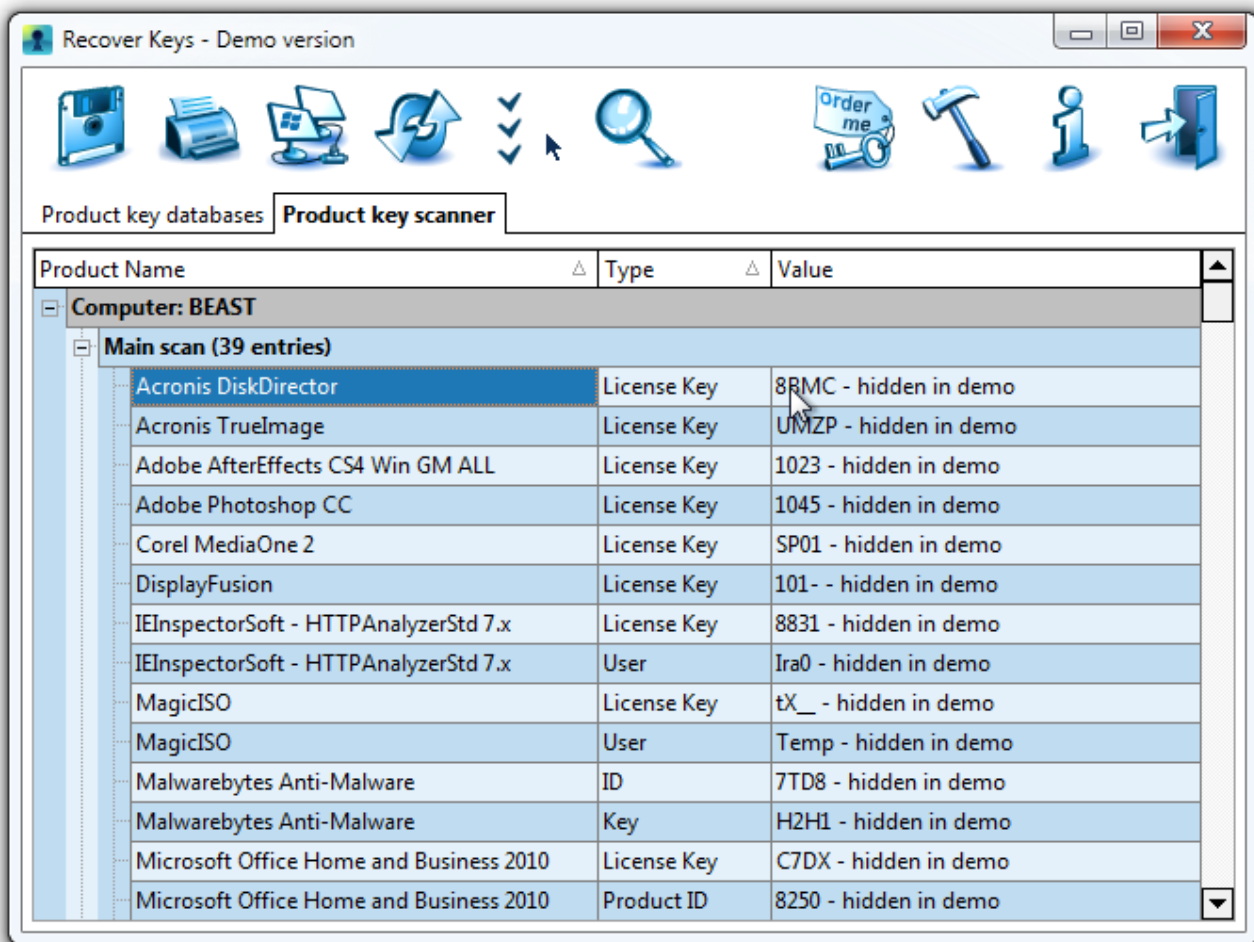 Recover Keys - Demo version
order
me
Product key databases Product key scanner
Product Name Type Value
Computer: BEAST
Main scan (39 entries)
Acronis DiskDirector License Key 8RMC - hidden in demo
Acronis TrueImage License Key UMZP - hidden in demo
Adobe AfterEffects CS4 Win GM ALL License Key 1023 - hidden in demo
Adobe Photoshop CC License Key 1045 - hidden in demo
Corel MediaOne 2 License Key SP01 - hidden in demo
DisplayFusion License Key 101- - hidden in demo
IEInspectorSoft - HTTPAnalyzerStd 7.x License Key 8831 - hidden in demo
IEInspectorSoft - HTTPAnalyzerStd 7.x User Ira0 - hidden in demo
MagicISO License Key tX__ - hidden in demo
MagicISO User Temp - hidden in demo
Malwarebytes Anti-Malware ID 7TD8 - hidden in demo
Malwarebytes Anti-Malware Key H2H1 - hidden in demo
Microsoft Office Home and Business 2010 License Key C7DX - hidden in demo
Microsoft Office Home and Business 2010 Product ID 8250 - hidden in demo